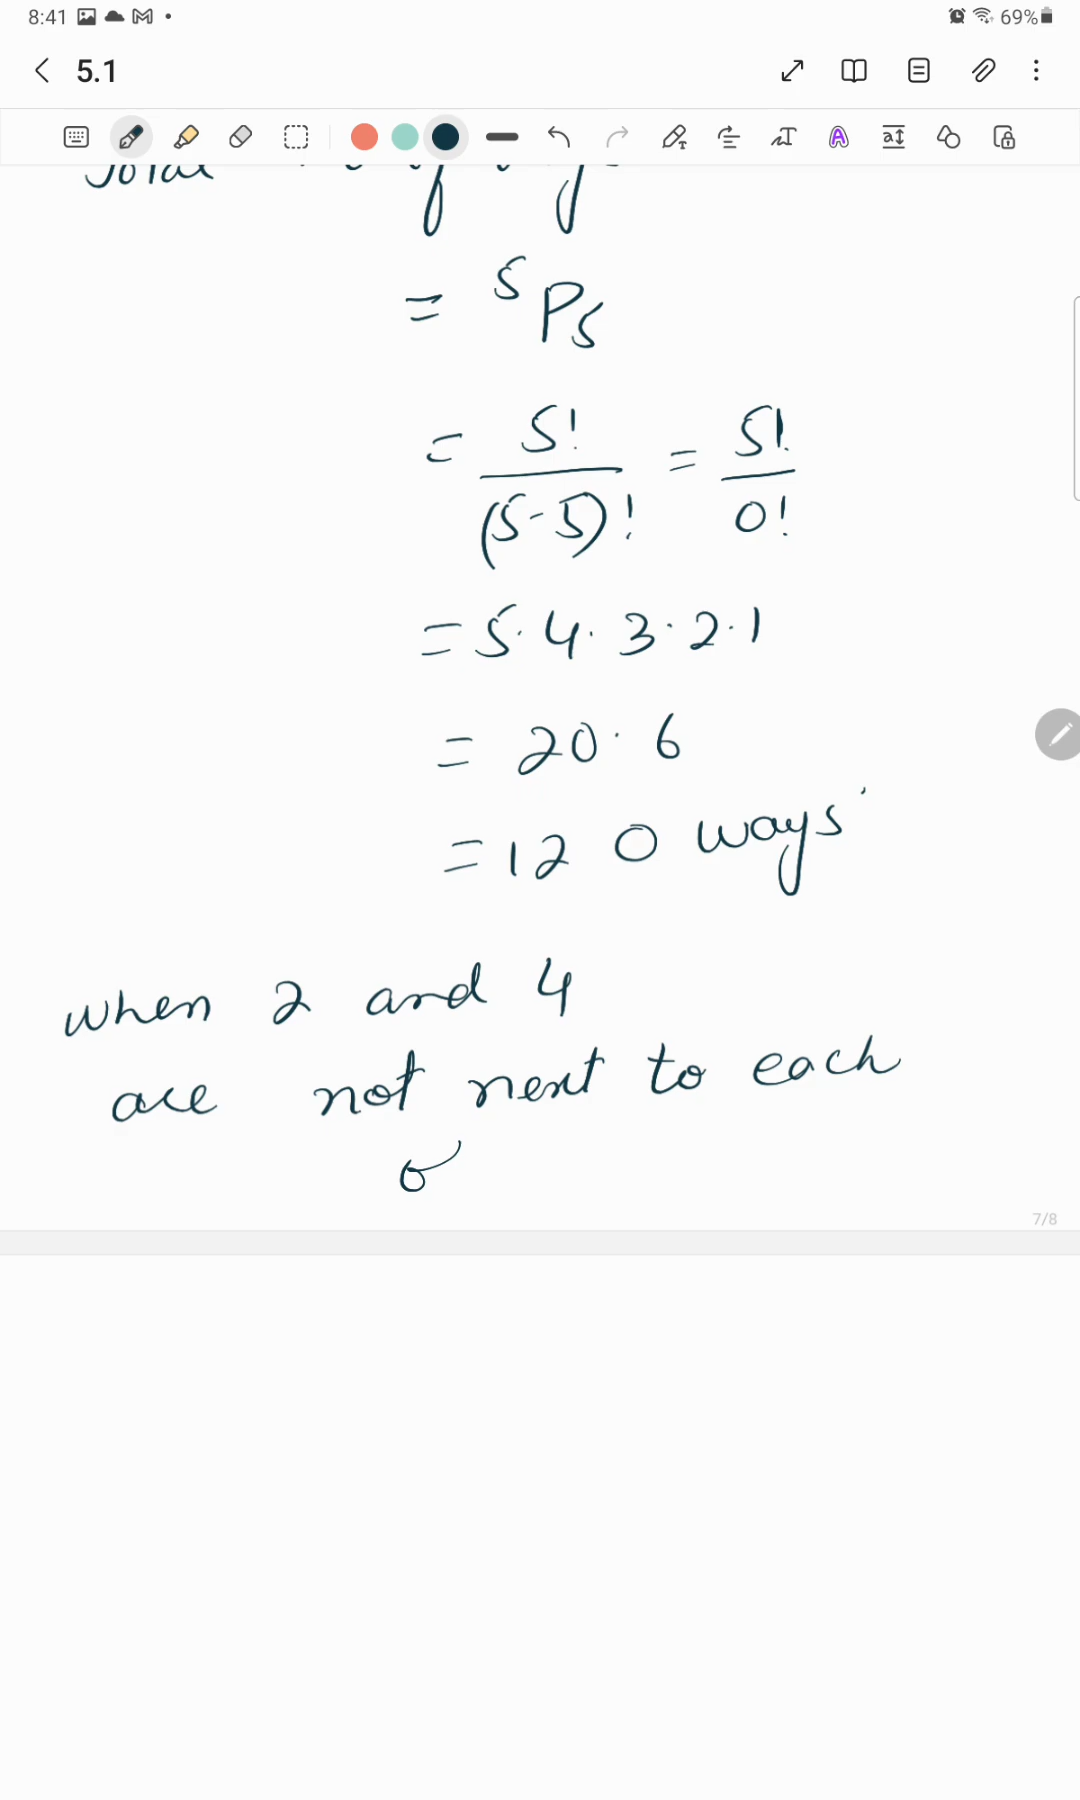 8:41 69%
5.1
Total
= ⁵P₅
= 5! / (5-5)! = 5! / 0!
= 5·4·3·2·1
= 20·6
= 120 ways
when 2 and 4
are not next to each
o
7/8